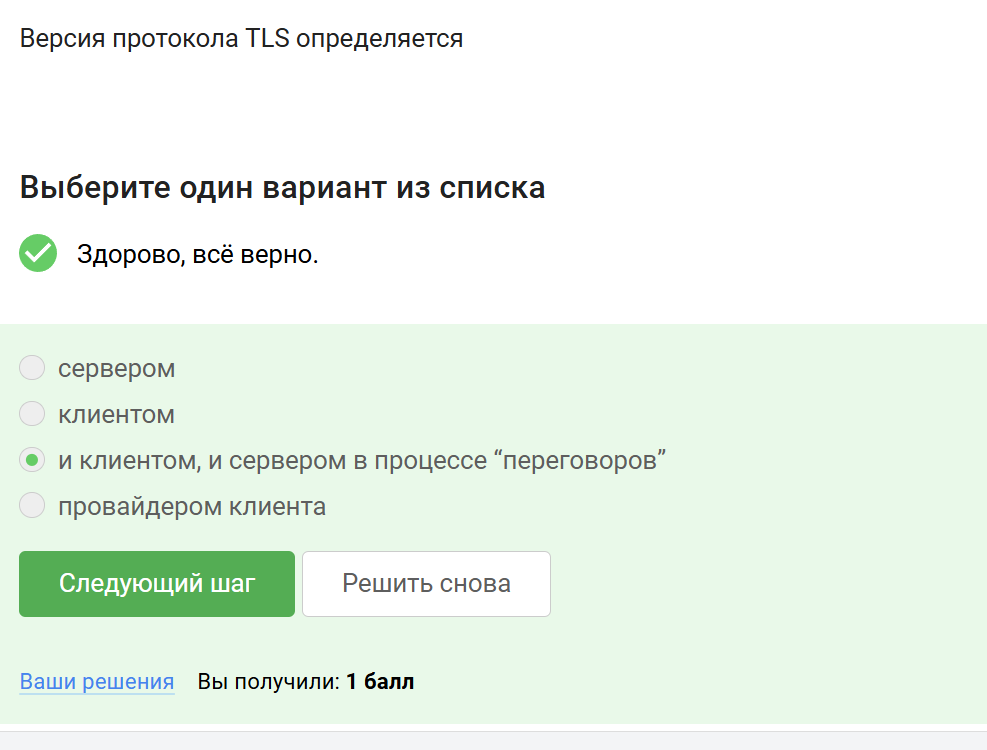 Версия протокола TLS определяется
Выберите один вариант из списка
Здорово, всё верно.
сервером
клиентом
и клиентом, и сервером в процессе “переговоров”
провайдером клиента
Следующий шаг
Решить снова
Ваши решения Вы получили: 1 балл